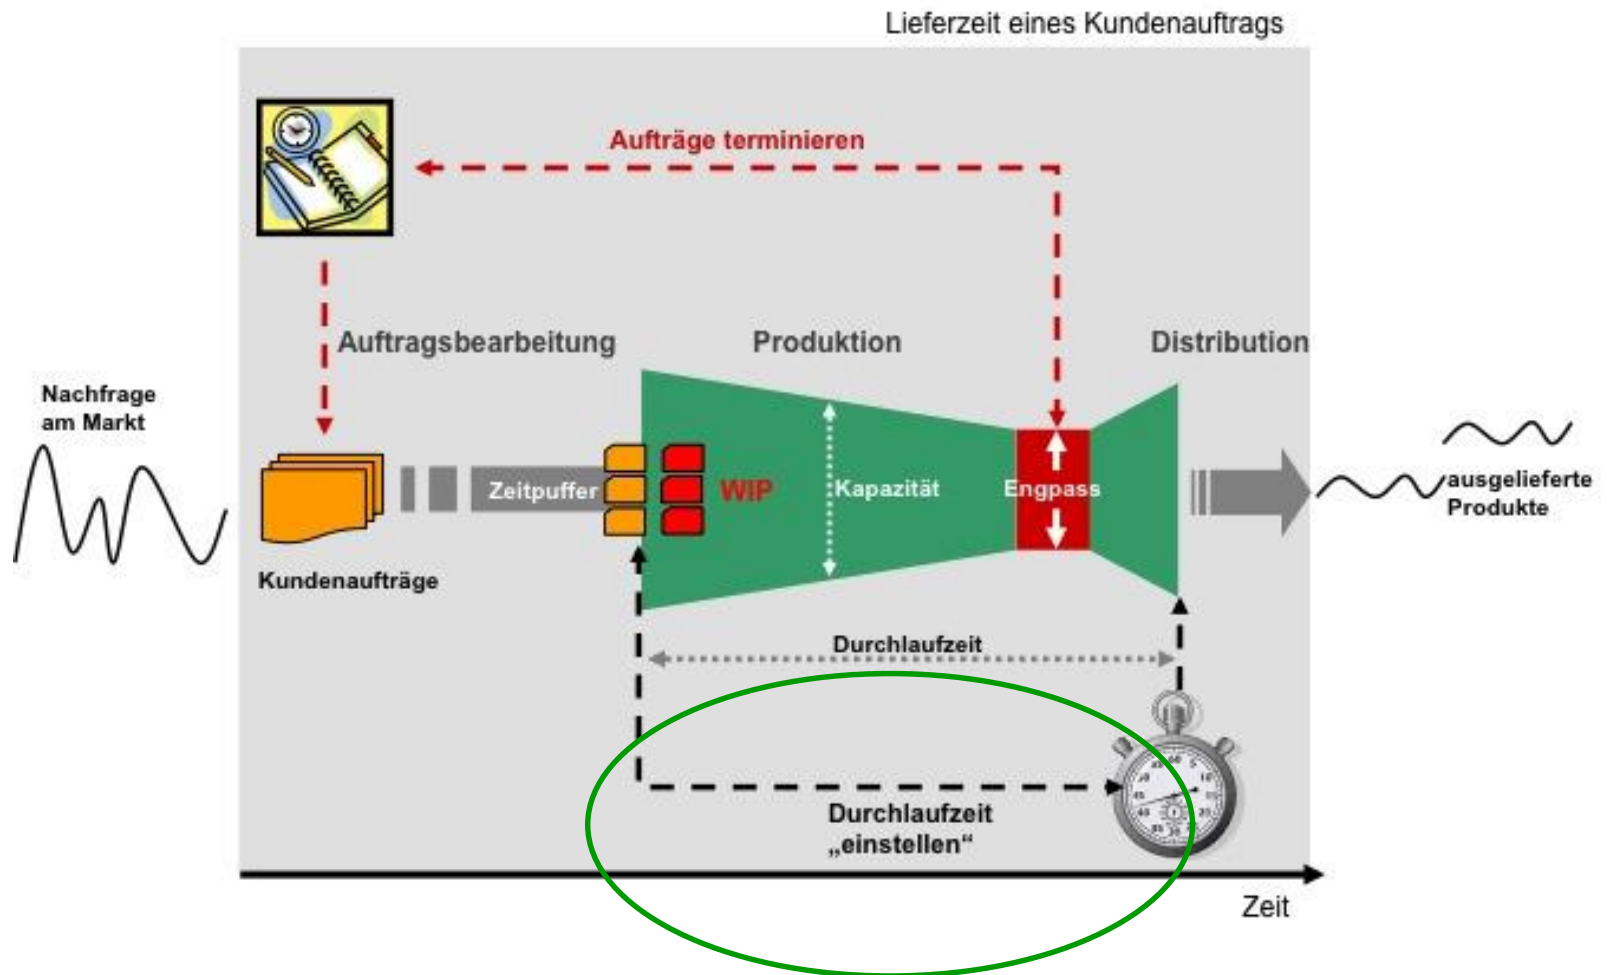 Lieferzeit eines Kundenauftrags
Aufträge terminieren
Auftragsbearbeitung
Produktion
Distribution
Nachfrage
am Markt
Zeitpuffer
WIP
Kapazität
Engpass
ausgelieferte
Produkte
Kundenaufträge
Durchlaufzeit
Durchlaufzeit
„einstellen“
Zeit